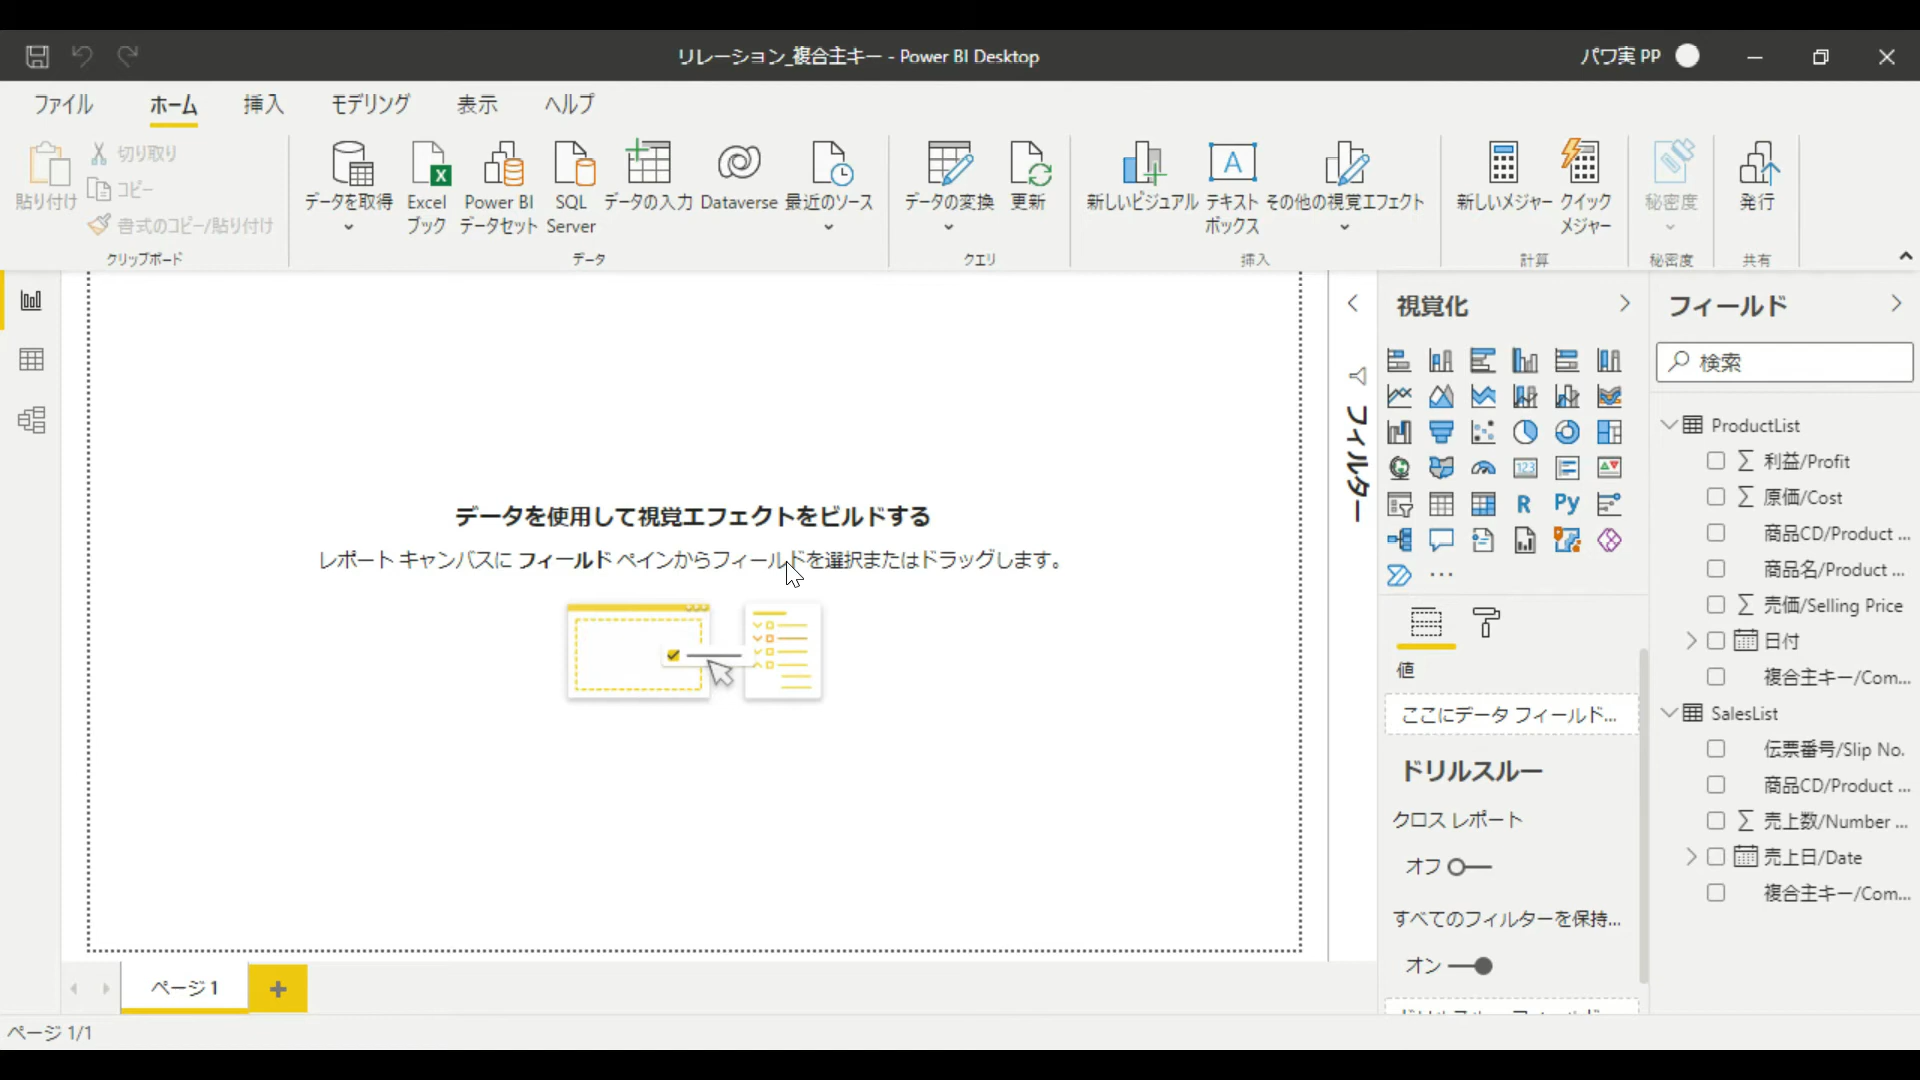 リレーション_複合主キー - Power BI Desktop
パワ実 PP
ファイル ホーム 挿入 モデリング 表示 ヘルプ
貼り付け
切り取り
コピー
書式のコピー/貼り付け
クリップボード
データを取得
Excel
ブック
Power BI
データセット
SQL
Server
データの入力
Dataverse
最近のソース
データ
データの変換
更新
クエリ
新しいビジュアル
テキスト
ボックス
その他の視覚エフェクト
挿入
新しいメジャー
クイック
メジャー
計算
秘密度
秘密度
発行
共有
データを使用して視覚エフェクトをビルドする
レポート キャンバスに フィールド ペインからフィールドを選択またはドラッグします。
フィルター
視覚化
R
Py
123
値
ここにデータ フィールド...
ドリルスルー
クロス レポート
オフ
すべてのフィルターを保持...
オン
フィールド
検索
ProductList
利益/Profit
原価/Cost
商品CD/Product ...
商品名/Product ...
売価/Selling Price
日付
複合主キー/Com...
SalesList
伝票番号/Slip No.
商品CD/Product ...
売上数/Number ...
売上日/Date
複合主キー/Com...
ページ 1
ページ 1/1